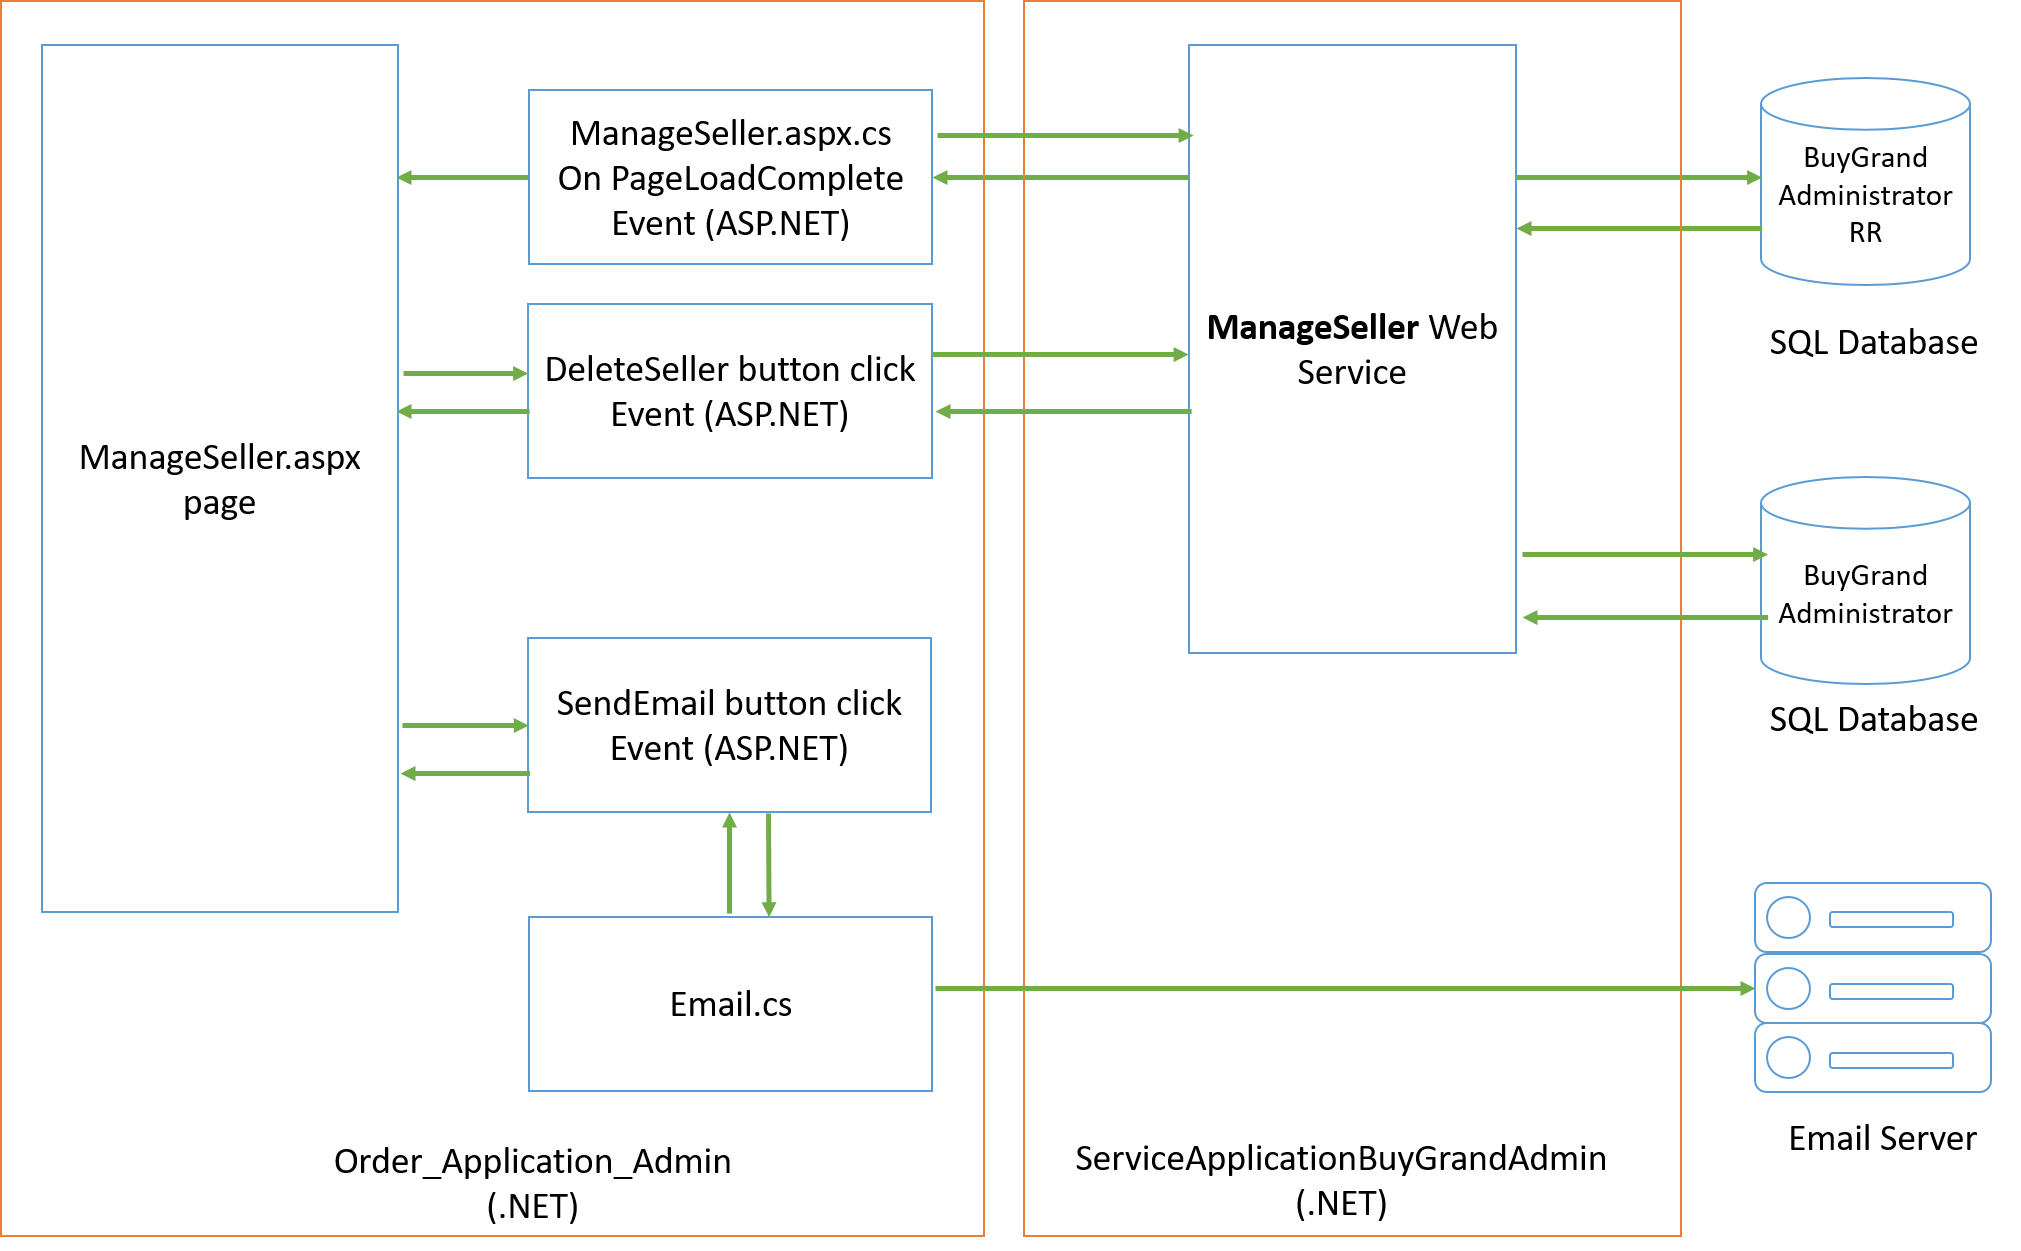 ManageSeller.aspx
page
ManageSeller.aspx.cs
On PageLoadComplete
Event (ASP.NET)
DeleteSeller button click
Event (ASP.NET)
SendEmail button click
Event (ASP.NET)
Email.cs
Order_Application_Admin
(.NET)
ManageSeller Web
Service
ServiceApplicationBuyGrandAdmin
(.NET)
BuyGrand
Administrator
RR
SQL Database
BuyGrand
Administrator
SQL Database
Email Server